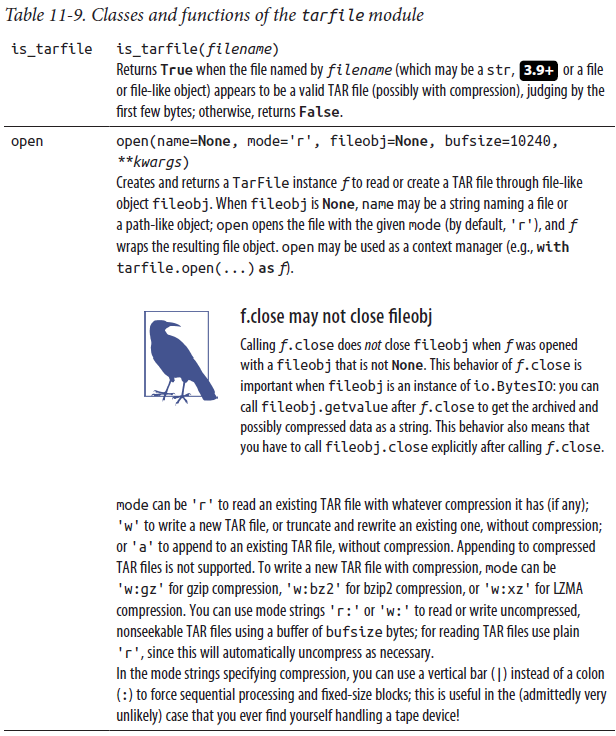 Table 11-9. Classes and functions of the tarfile module
is_tarfile is_tarfile(filename)
Returns True when the file named by filename (which may be a str, 3.9+ or a file
or file-like object) appears to be a valid TAR file (possibly with compression), judging by the
first few bytes; otherwise, returns False.
open open(name=None, mode='r', fileobj=None, bufsize=10240,
**kwargs)
Creates and returns a TarFile instance f to read or create a TAR file through file-like
object fileobj. When fileobj is None, name may be a string naming a file or
a path-like object; open opens the file with the given mode (by default, 'r'), and f
wraps the resulting file object. open may be used as a context manager (e.g., with
tarfile.open(...) as f).
f.close may not close fileobj
Calling f.close does not close fileobj when f was opened
with a fileobj that is not None. This behavior of f.close is
important when fileobj is an instance of io.BytesIO: you can
call fileobj.getvalue after f.close to get the archived and
possibly compressed data as a string. This behavior also means that
you have to call fileobj.close explicitly after calling f.close.
mode can be 'r' to read an existing TAR file with whatever compression it has (if any);
'w' to write a new TAR file, or truncate and rewrite an existing one, without compression;
or 'a' to append to an existing TAR file, without compression. Appending to compressed
TAR files is not supported. To write a new TAR file with compression, mode can be
'w:gz' for gzip compression, 'w:bz2' for bzip2 compression, or 'w:xz' for LZMA
compression. You can use mode strings 'r:' or 'w:' to read or write uncompressed,
nonseekable TAR files using a buffer of bufsize bytes; for reading TAR files use plain
'r', since this will automatically uncompress as necessary.
In the mode strings specifying compression, you can use a vertical bar (|) instead of a colon
(:) to force sequential processing and fixed-size blocks; this is useful in the (admittedly very
unlikely) case that you ever find yourself handling a tape device!